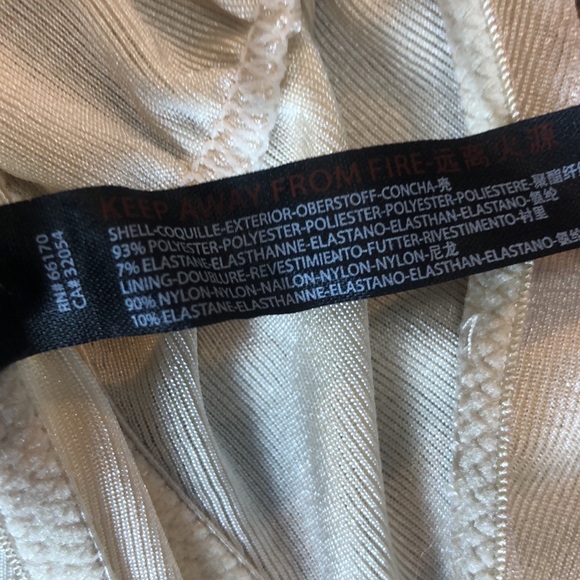 KEEP AWAY FROM FIRE-远离火源
SHELL-COQUILLE-EXTERIOR-OBERSTOFF-CONCHA-壳
93% POLYESTER-POLYESTER-POLYESTER-POLYESTER-POLIESTERE-聚酯纤
7% ELASTANE-ELASTHANNE-ELASTANO-ELASTHAN-ELASTANO-氨纶
LINING-DOUBLURE-REVESTIMIENTO-FUTTER-RIVESTIMENTO-衬里
90% NYLON-NYLON-NAILON-NYLON-NYLON-尼龙
10% ELASTANE-ELASTHANNE-ELASTANO-ELASTHAN-ELASTANO-氨纶
RN# 66170
CA# 32054